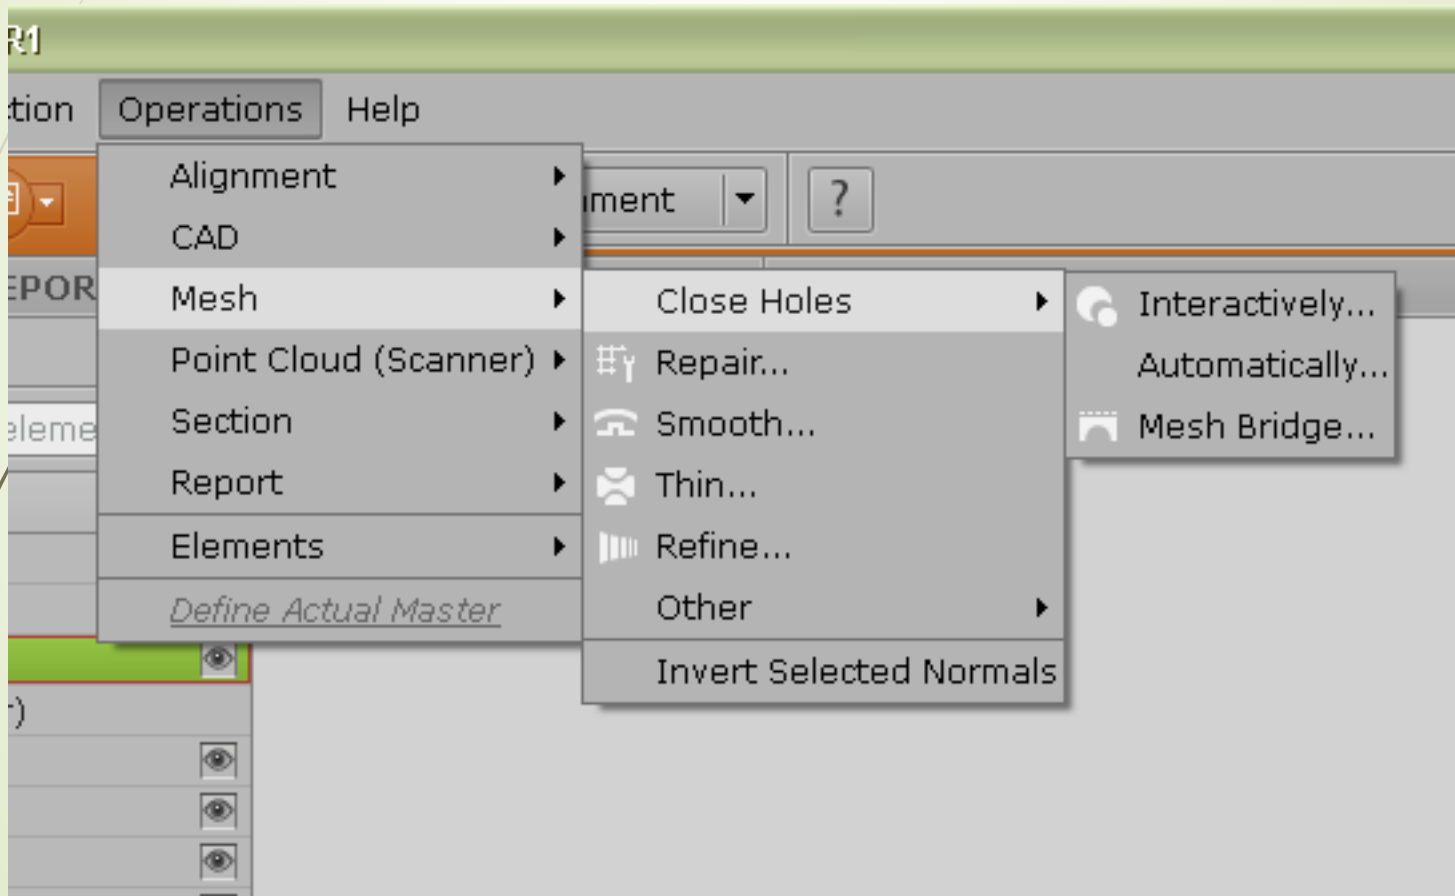 R1
tion
Operations
Help
Alignment
ment
?
CAD
EPOR
Mesh
Close Holes
Interactively...
Point Cloud (Scanner)
Repair...
Automatically...
eleme
Section
Smooth...
Mesh Bridge...
Report
Thin...
Elements
Refine...
Define Actual Master
Other
Invert Selected Normals